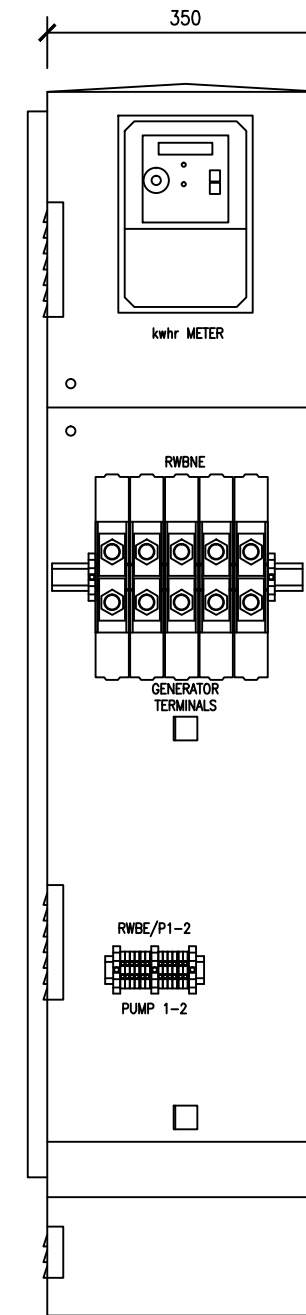 350
kwhr METER
RWBNE
GENERATOR
TERMINALS
RWBE/P1-2
PUMP 1-2